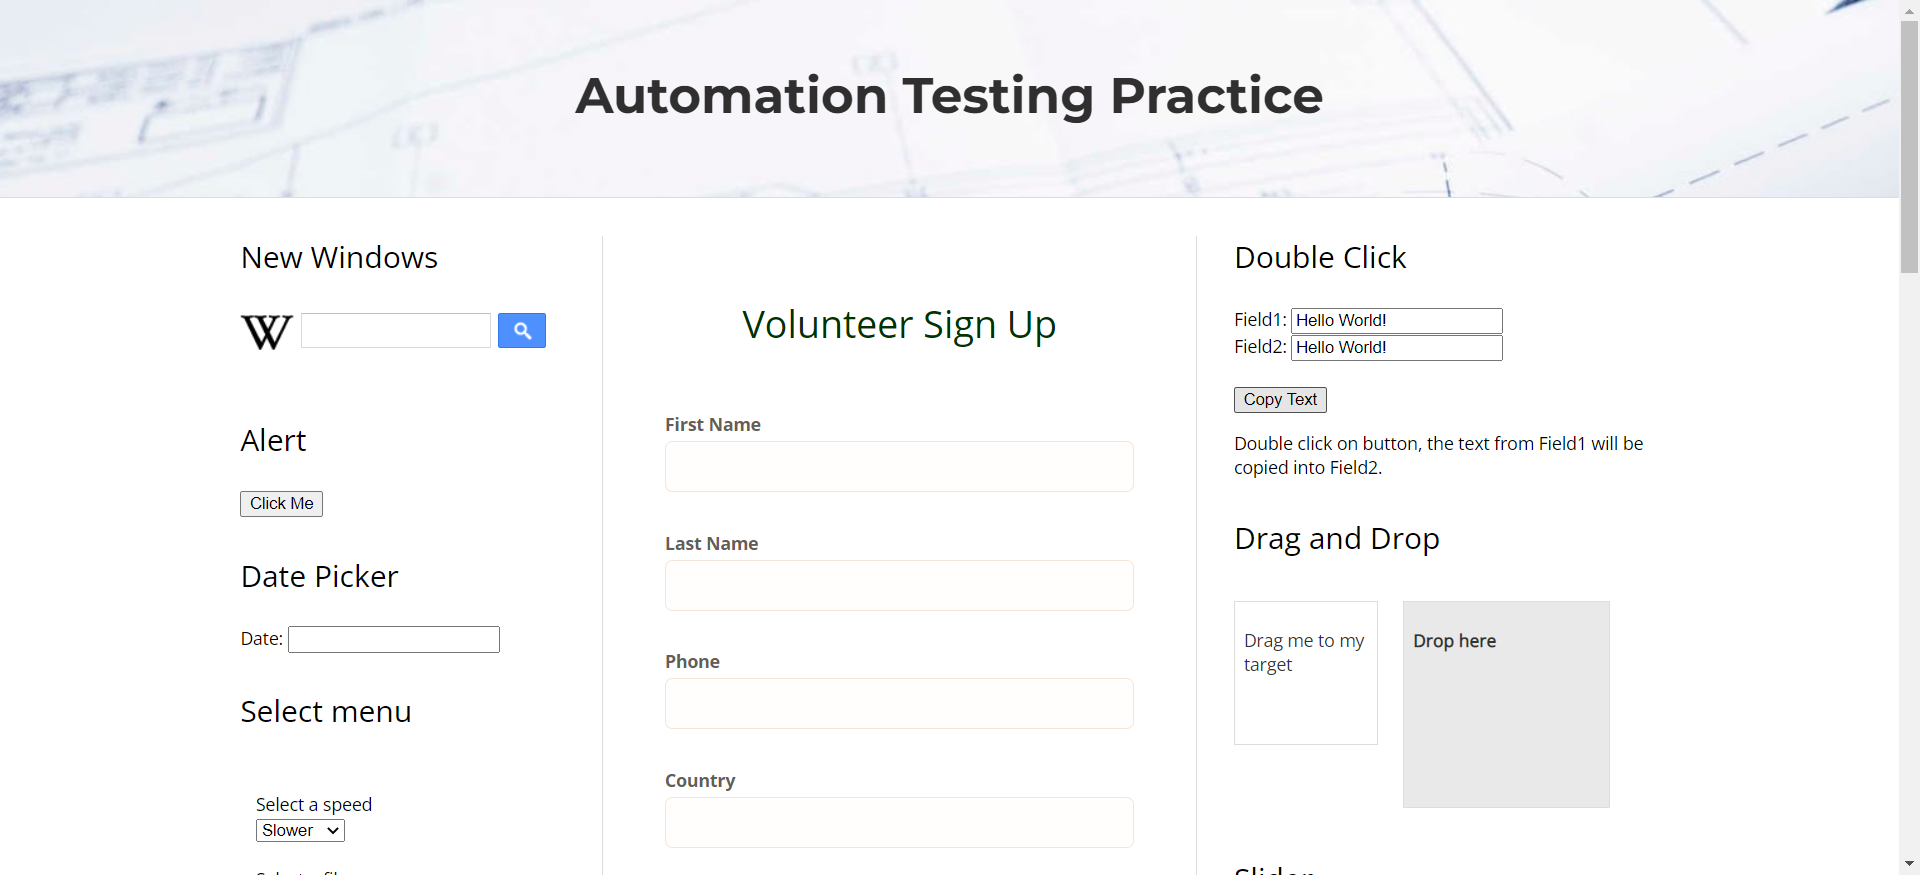 Automation Testing Practice
New Windows
W
Alert
Click Me
Date Picker
Date:
Select menu
Select a speed
Slower
Volunteer Sign Up
First Name
Last Name
Phone
Country
Double Click
Field1: Hello World!
Field2: Hello World!
Copy Text
Double click on button, the text from Field1 will be
copied into Field2.
Drag and Drop
Drag me to my
target
Drop here
Slider